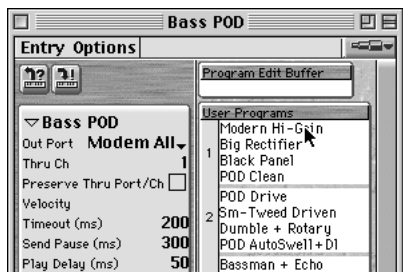 Bass POD
Entry Options
Program Edit Buffer
Bass POD
Out Port Modem All
Thru Ch 1
Preserve Thru Port/Ch
Velocity
Timeout (ms) 200
Send Pause (ms) 300
Play Delay (ms) 50
User Programs
1
Modern Hi-Gain
Big Rectifier
Black Panel
POD Clean
2
POD Drive
Sm-Tweed Driven
Dumble + Rotary
POD AutoSwell+Dl
Bassman + Echo